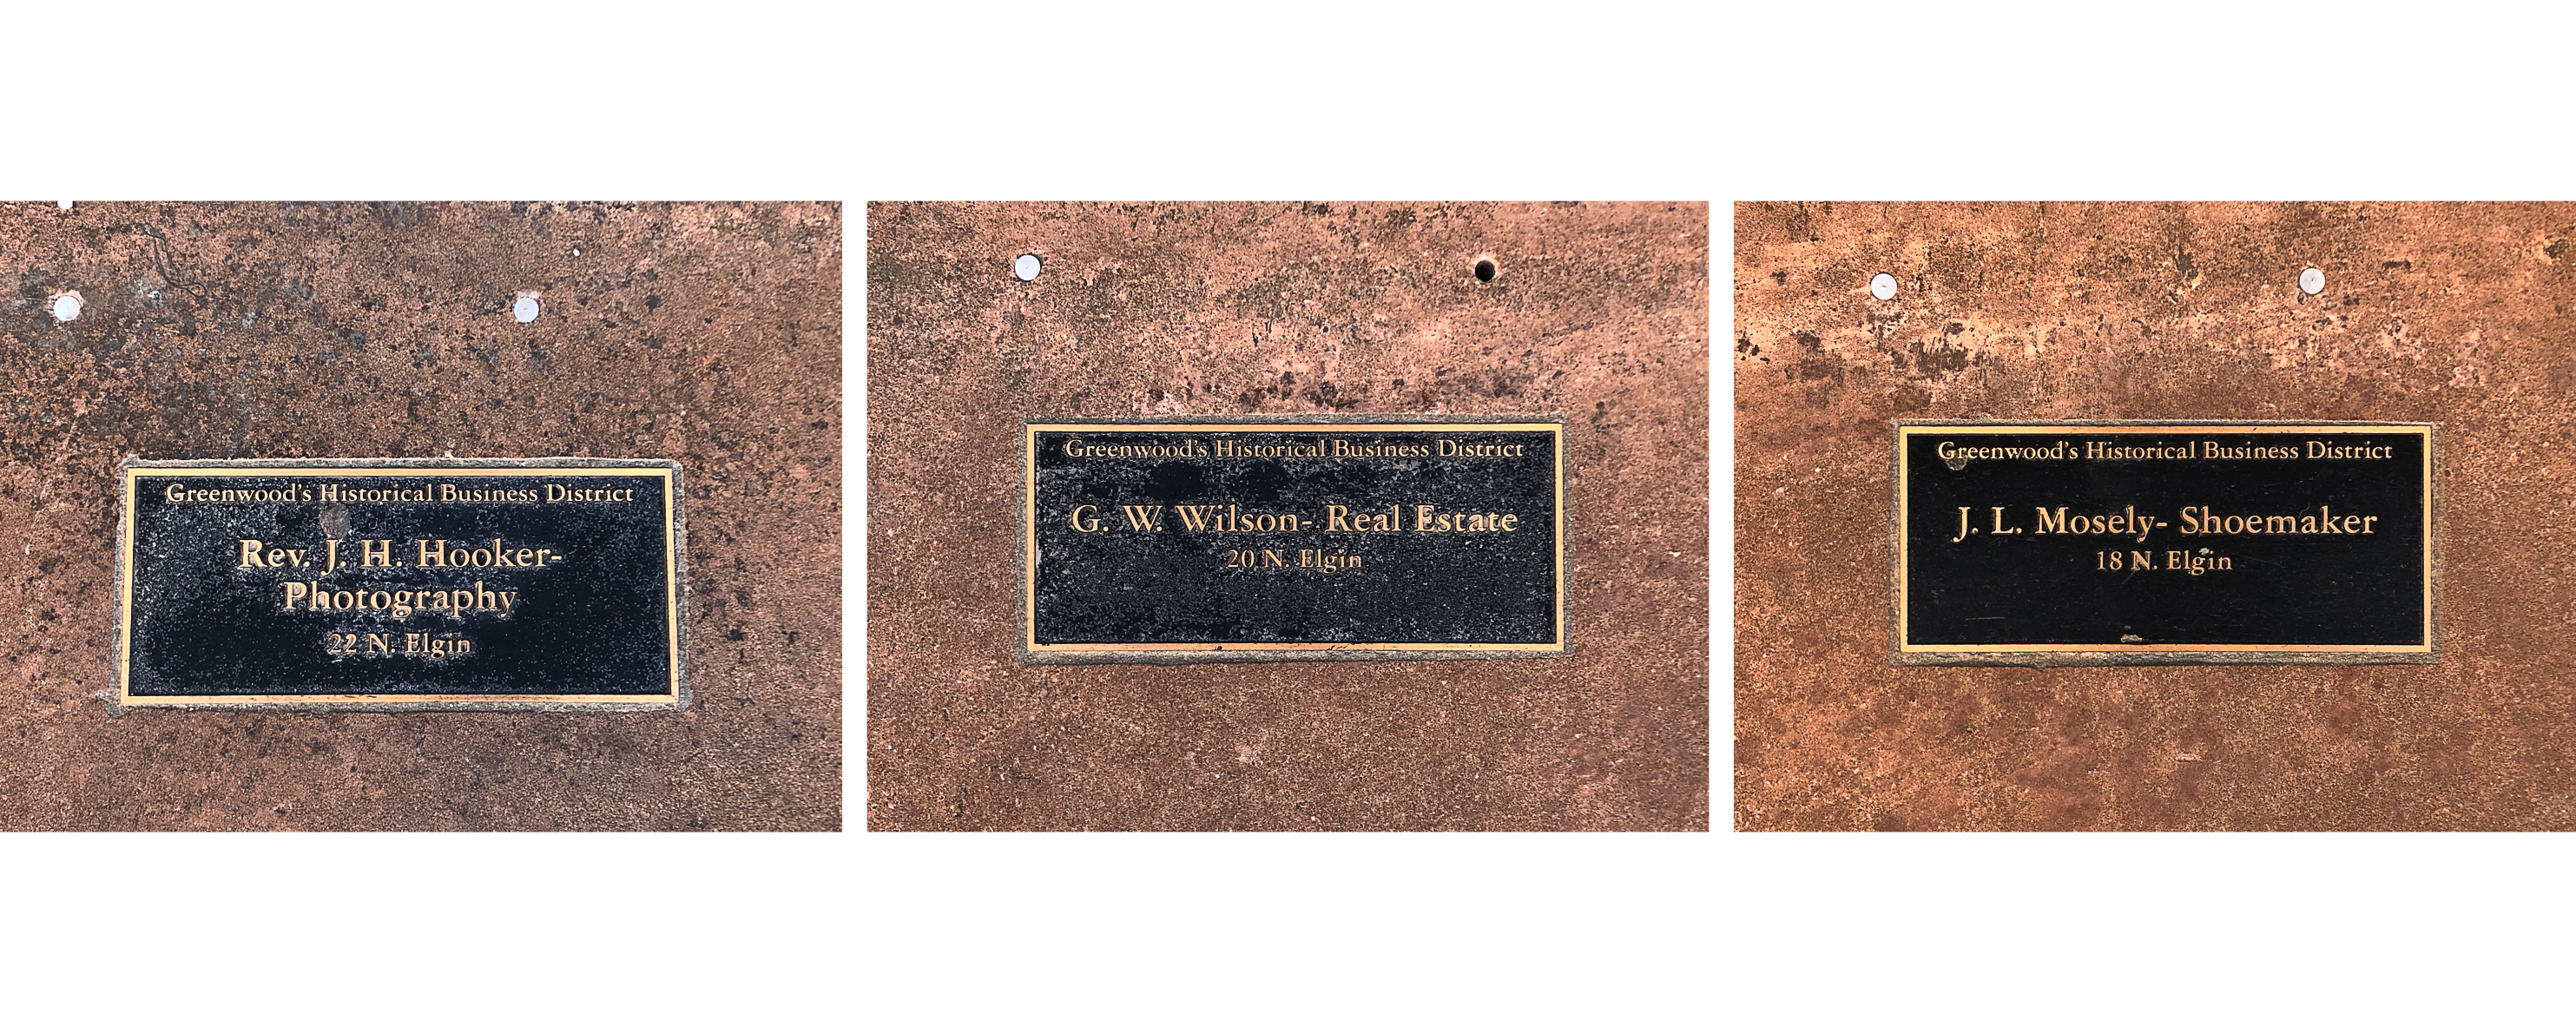 Greenwood's Historical Business District
Rev. J. H. Hooker-
Photography
22 N. Elgin
Greenwood's Historical Business District
G. W. Wilson- Real Estate
20 N. Elgin
Greenwood's Historical Business District
J. L. Mosely- Shoemaker
18 N. Elgin